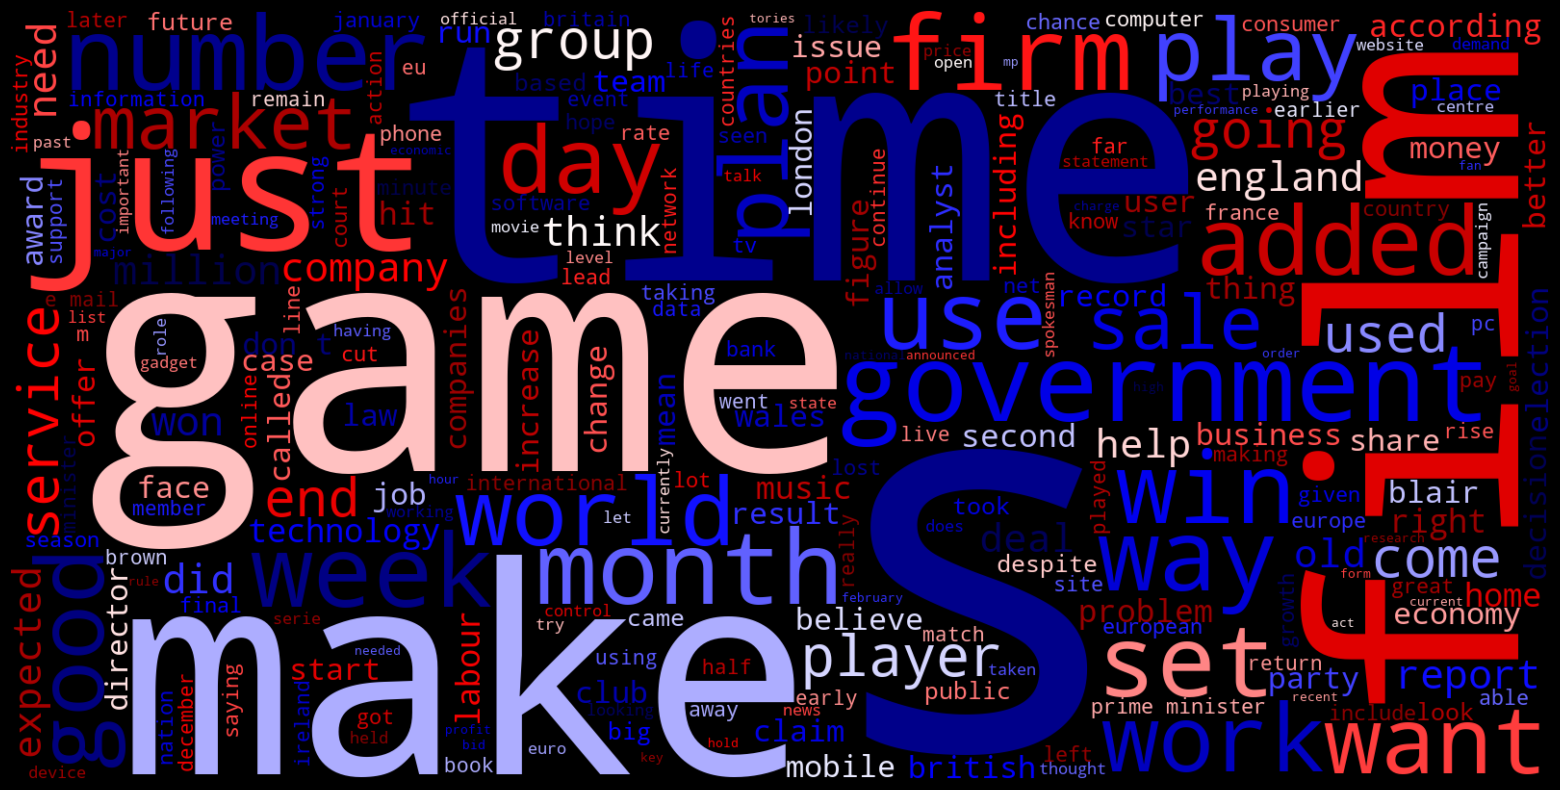 time
game
make
S
film
just
government
number
plan
firm
play
group
day
market
need
future
later
january
official
britain
run
tories
likely
issue
point
countries
life
team
based
event
hope
eu
action
information
remain
industry
past
phone
rate
seen
london
title
price
open
mp
chance
computer
consumer
according
website
demand
best
playing
earlier
place
centre
performance
going
money
fan
better
england
far
statement
including
continue
user
know
star
charge
france
country
added
campaign
thing
analyst
figure
tv
talk
network
software
minute
economic
power
cost
important
following
strong
court
hit
award
support
meeting
major
million
company
think
movie
level
lead
taking
data
allow
net
record
spokesman
use
sale
used
pc
decision
election
service
e mail
list
m
role
line
having
don
t
gadget
case
cut
law
companies
increase
change
bank
went
state
wales
mean
national
announced
order
high
pay
goal
offer
won
called
online
live
second
help
business
share
rise
making
minister
face
member
end
job
hour
working
international
currently
lot
music
lost
world
let
result
really
took
does
played
win
given
europe
blair
right
research
season
technology
brown
rule
week
month
deal
despite
site
way
old
come
form
current
great
home
expected
good
director
did
final
serie
control
try
came
february
believe
match
problem
european
growth
act
economy
nation
december
saying
ireland
start
needed
got
held
labour
using
half
club
looking
away
player
early
public
taken
set
return
party
recent
report
able
prime minister
include
look
device
profit
bid
book
euro
big
key
news
hold
claim
mobile
british
left
thought
work
want